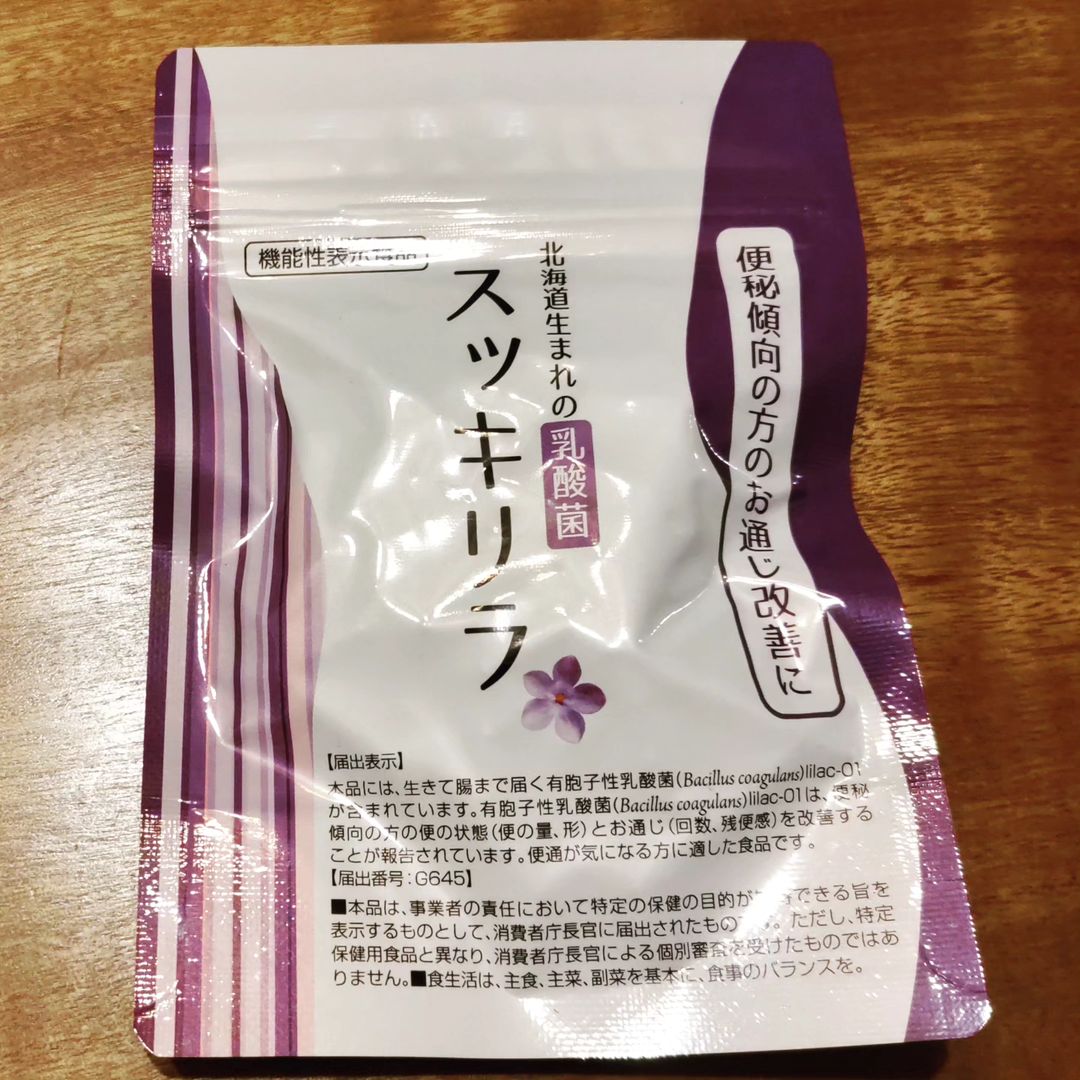 便秘傾向の方のお通じ改善に
北海道生まれの乳酸菌
スッキリラ
機能性表示食品
【届出表示】
本品には、生きて腸まで届く有胞子性乳酸菌(Bacillus coagulans)lilac-01
が含まれています。有胞子性乳酸菌(Bacillus coagulans)lilac-01は、便秘
傾向の方の便の状態(便の量、形)とお通じ(回数、残便感)を改善する
ことが報告されています。便通が気になる方に適した食品です。
【届出番号:G645】
■本品は、事業者の責任において特定の保健の目的が期待できる旨を
表示するものとして、消費者庁長官に届出されたものです。ただし、特定
保健用食品と異なり、消費者庁長官による個別審査を受けたものではあ
りません。■食生活は、主食、主菜、副菜を基本に、食事のバランスを。